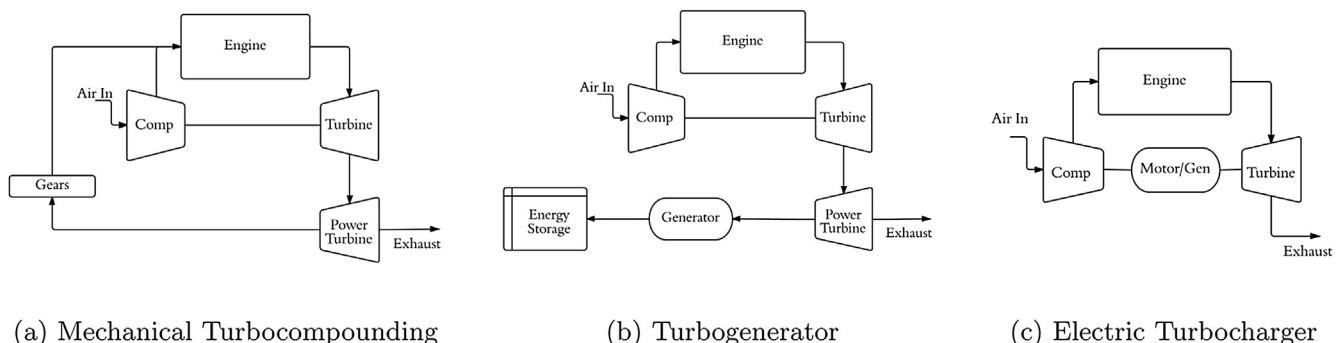 Engine
Air In
Comp
Turbine
Gears
Power
Turbine
Exhaust
(a) Mechanical Turbocompounding
Engine
Air In
Comp
Turbine
Energy
Storage
Generator
Power
Turbine
Exhaust
(b) Turbogenerator
Engine
Air In
Comp
Motor/Gen
Turbine
Exhaust
(c) Electric Turbocharger